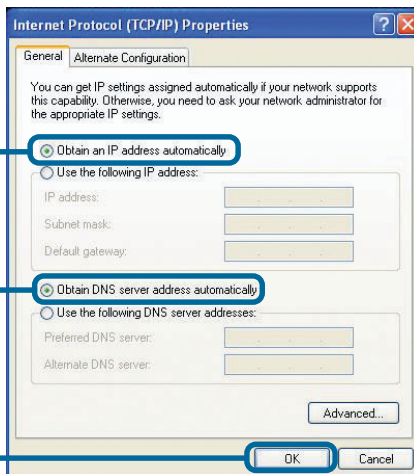 Internet Protocol (TCP/IP) Properties
General Alternate Configuration
You can get IP settings assigned automatically if your network supports
this capability. Otherwise, you need to ask your network administrator for
the appropriate IP settings.
Obtain an IP address automatically
Use the following IP address:
IP address:
Subnet mask:
Default gateway:
Obtain DNS server address automatically
Use the following DNS server addresses:
Preferred DNS server:
Alternate DNS server:
Advanced...
OK Cancel